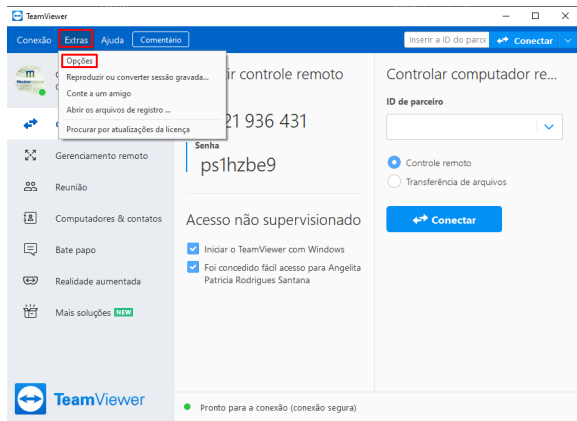 TeamViewer
Conexão Extras Ajuda Comentário
Inserir a ID do parce Conectar
Opções
Reproduzir ou converter sessão gravada...
Conte a um amigo
Abrir os arquivos de registro ...
Procurar por atualizações da licença
ir controle remoto
21 936 431
Senha
ps1hzbe9
Gerenciamento remoto
Reunião
Computadores & contatos
Bate papo
Realidade aumentada
Mais soluções NEW
Acesso não supervisionado
Iniciar o TeamViewer com Windows
Foi concedido fácil acesso para Angelita
Patricia Rodrigues Santana
Controlar computador re...
ID de parceiro
Controle remoto
Transferência de arquivos
Conectar
TeamViewer
Pronto para a conexão (conexão segura)